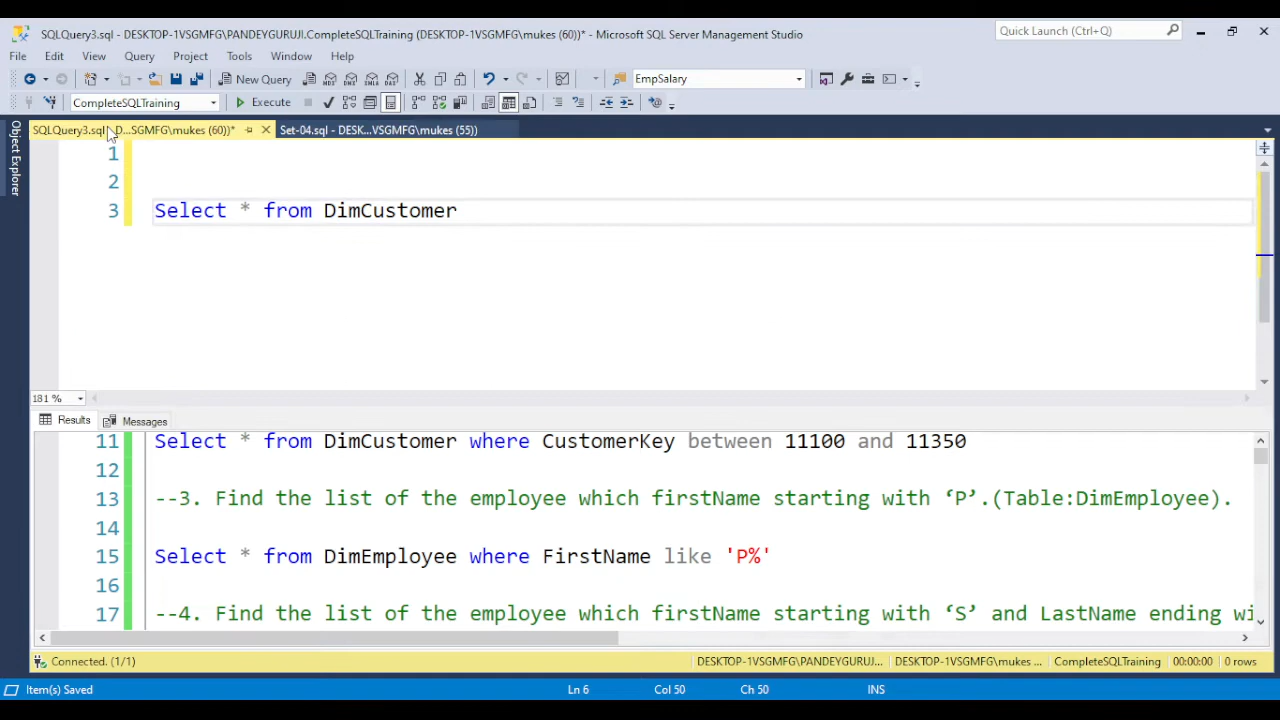 SQLQuery3.sql - DESKTOP-1VSGMFG\PANDEYGURUJI.CompleteSQLTraining (DESKTOP-1VSGMFG\mukes (60))* - Microsoft SQL Server Management Studio
Quick Launch (Ctrl+Q)
File Edit View Query Project Tools Window Help
New Query MDX DMX XMLA DAX EmpSalary
CompleteSQLTraining Execute
SQLQuery3.sql - D...SGMFG\mukes (60))* Set-04.sql - DESK...VSGMFG\mukes (55))
Object Explorer
1
2
3 Select * from DimCustomer
181 %
Results Messages
11 Select * from DimCustomer where CustomerKey between 11100 and 11350
12
13 --3. Find the list of the employee which firstName starting with ‘P’.(Table:DimEmployee).
14
15 Select * from DimEmployee where FirstName like 'P%'
16
17 --4. Find the list of the employee which firstName starting with ‘S’ and LastName ending wi
Connected. (1/1) DESKTOP-1VSGMFG\PANDEYGURUJ... DESKTOP-1VSGMFG\mukes ... CompleteSQLTraining 00:00:00 0 rows
Item(s) Saved Ln 6 Col 50 Ch 50 INS